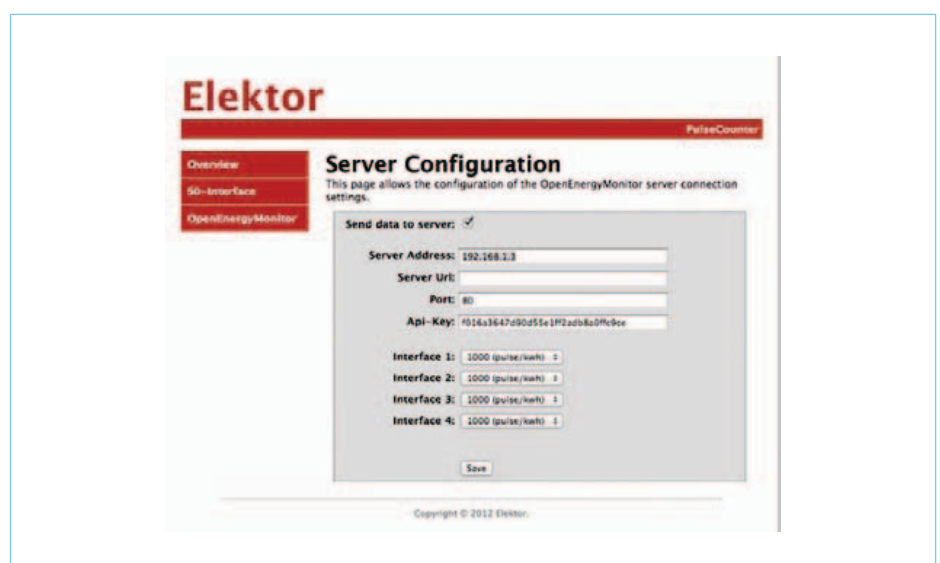 Elektor
PulseCounter
Overview
S0-Interface
OpenEnergyMonitor
Server Configuration
This page allows the configuration of the OpenEnergyMonitor server connection
settings.
Send data to server:
Server Address: 192.168.1.3
Server Url:
Port: 80
Api-Key:
Interface 1: 1000 (pulse/kwh)
Interface 2: 1000 (pulse/kwh)
Interface 3: 1000 (pulse/kwh)
Interface 4: 1000 (pulse/kwh)
Save
Copyright © 2012 Elektor.